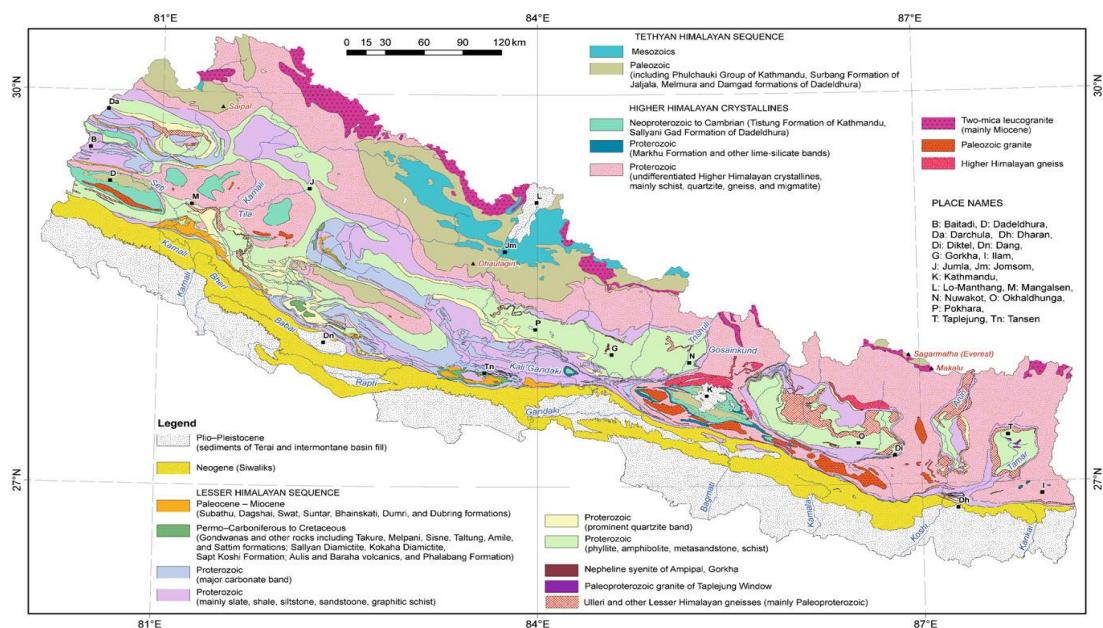 81°E
84°E
87°E
0 15 30 60 90 120 km
30°N
30°N
TETHYAN HIMALAYAN SEQUENCE
Mesozoics
Paleozoic
(including Phulchauki Group of Kathmandu, Surbang Formation of
Jaljala, Melmura and Damgad formations of Dadeldhura)
HIGHER HIMALAYAN CRYSTALLINES
Neoproterozoic to Cambrian (Tistung Formation of Kathmandu,
Sallyani Gad Formation of Dadeldhura)
Proterozoic
(Markhu Formation and other lime-silicate bands)
Proterozoic
(undifferentiated Higher Himalayan crystallines,
mainly schist, quartzite, gneiss, and migmatite)
Two-mica leucogranite
(mainly Miocene)
Paleozoic granite
Higher Himalayan gneiss
PLACE NAMES
B: Baitadi, D: Dadeldhura,
Da: Darchula, Dh: Dharan,
Di: Diktel, Dn: Dang,
G: Gorkha, I: Ilam,
J: Jumla, Jm: Jomsom,
K: Kathmandu,
L: Lo-Manthang, M: Mangalsen,
N: Nuwakot, O: Okhaldhunga,
P: Pokhara,
T: Taplejung, Tn: Tansen
Da
Saipal
B
D
Seti
M
Karnali
Tila
J
L
Jm
Dhaulagiri
Karnali
Karnali
Bheri
Babai
Dn
Rapti
P
Tn
Kali Gandaki
G
Trishuli
N
Gosainkund
K
Gandaki
Sagarmatha (Everest)
Makalu
Arun
O
Di
T
Tamar
I
Dh
Bagmati
Kamala
Koshi
Kankai
27°N
27°N
Legend
Plio–Pleistocene
(sediments of Terai and intermontane basin fill)
Neogene (Siwaliks)
LESSER HIMALAYAN SEQUENCE
Paleocene – Miocene
(Subathu, Dagshai, Swat, Suntar, Bhainskati, Dumri, and Dubring formations)
Permo–Carboniferous to Cretaceous
(Gondwanas and other rocks including Takure, Melpani, Sisne, Taltung, Amile,
and Sattim formations; Sallyan Diamictite, Kokaha Diamictite,
Sapt Koshi Formation; Aulis and Baraha volcanics, and Phalabang Formation)
Proterozoic
(major carbonate band)
Proterozoic
(mainly slate, shale, siltstone, sandstoone, graphitic schist)
Proterozoic
(prominent quartzite band)
Proterozoic
(phyllite, amphibolite, metasandstone, schist)
Nepheline syenite of Ampipal, Gorkha
Paleoproterozoic granite of Taplejung Window
Ulleri and other Lesser Himalayan gneisses (mainly Paleoproterozoic)
81°E
84°E
87°E